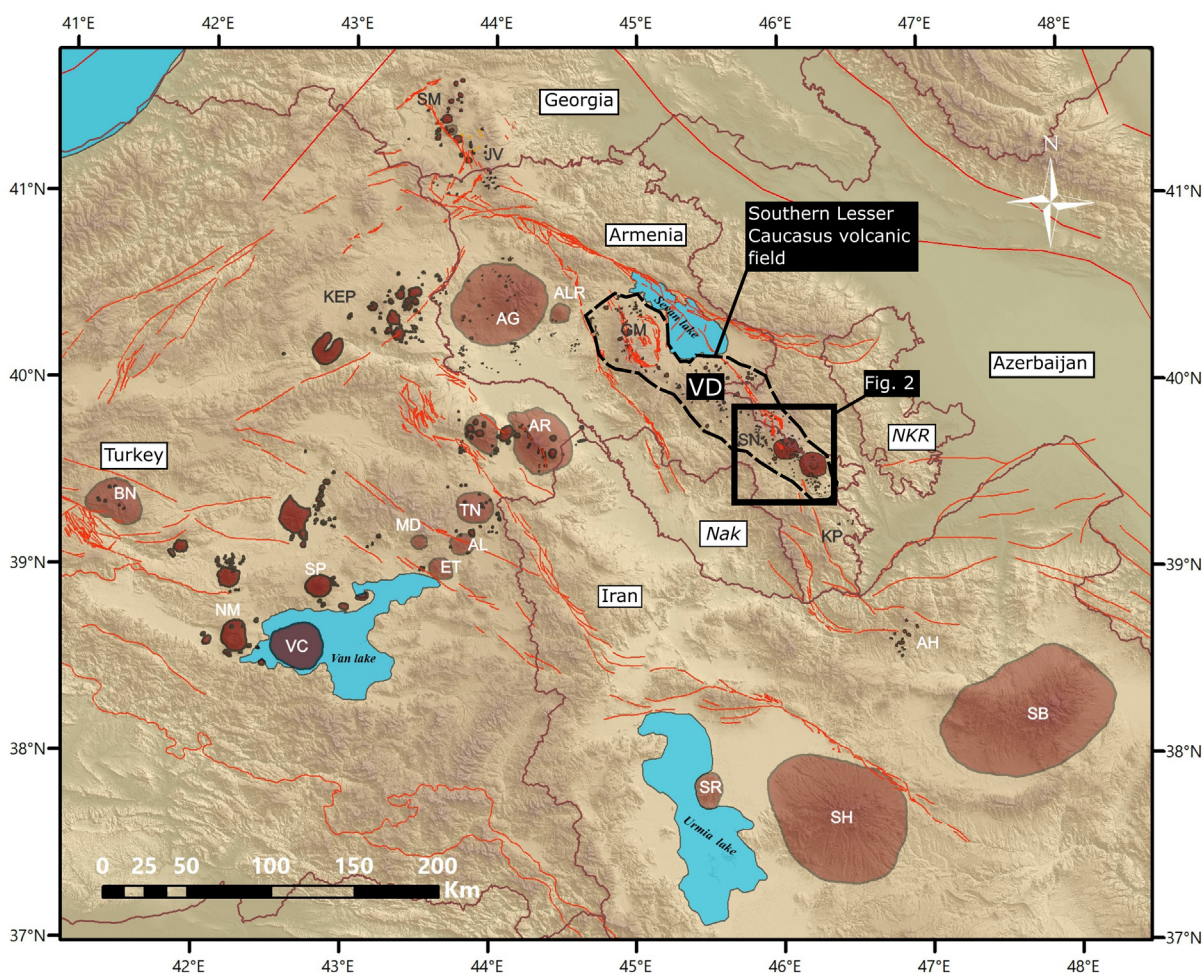 41°E 42°E 43°E 44°E 45°E 46°E 47°E 48°E
SM
Georgia
JV
N
41°N
41°N
Southern Lesser
Caucasus volcanic
field
Armenia
KEP
ALR
AG
Sevan lake
GM
Azerbaijan
40°N
40°N
VD
Fig. 2
AR
SN
NKR
Turkey
BN
TN
MD
AL
Nak
KP
ET
39°N
39°N
SP
Iran
NM
VC
Van lake
AH
SB
38°N
38°N
SR
SH
Urmia lake
0 25 50 100 150 200
Km
37°N
37°N
42°E 43°E 44°E 45°E 46°E 47°E 48°E